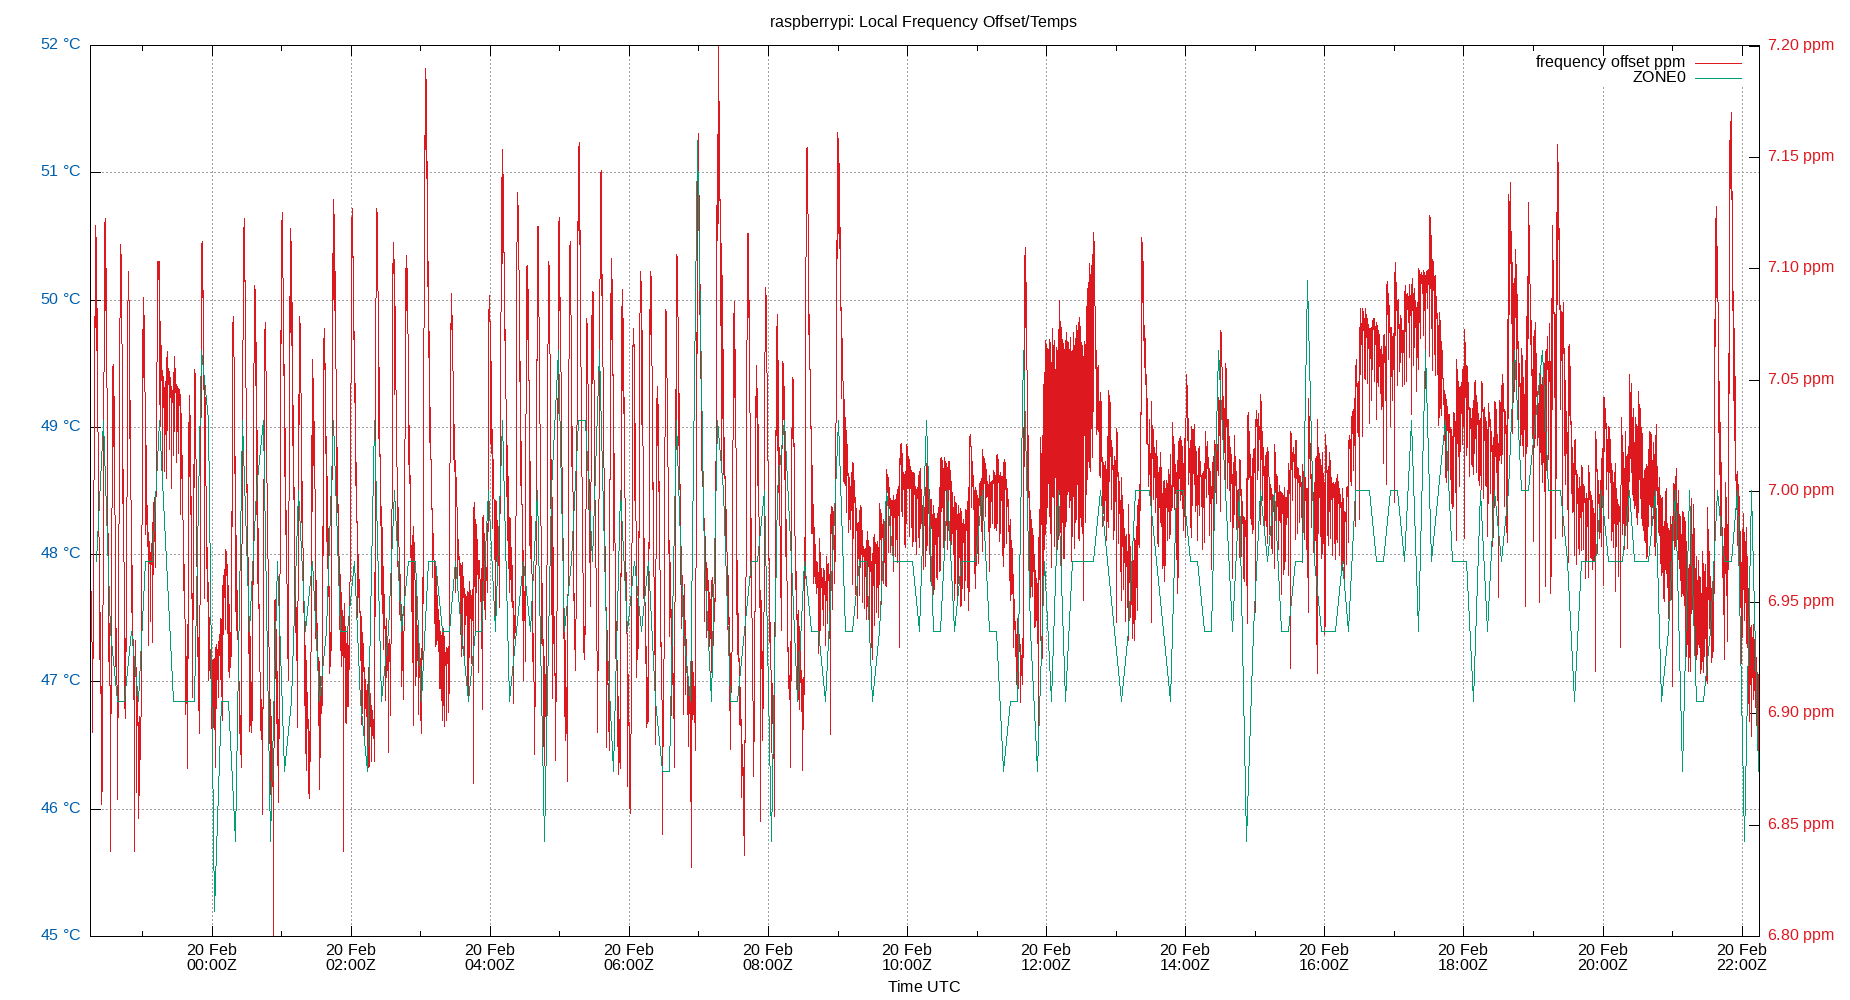 raspberrypi: Local Frequency Offset/Temps
52 °C
51 °C
50 °C
49 °C
48 °C
47 °C
46 °C
45 °C
7.20 ppm
7.15 ppm
7.10 ppm
7.05 ppm
7.00 ppm
6.95 ppm
6.90 ppm
6.85 ppm
6.80 ppm
frequency offset ppm
ZONE0
20 Feb
00:00Z
20 Feb
02:00Z
20 Feb
04:00Z
20 Feb
06:00Z
20 Feb
08:00Z
20 Feb
10:00Z
20 Feb
12:00Z
20 Feb
14:00Z
20 Feb
16:00Z
20 Feb
18:00Z
20 Feb
20:00Z
20 Feb
22:00Z
Time UTC